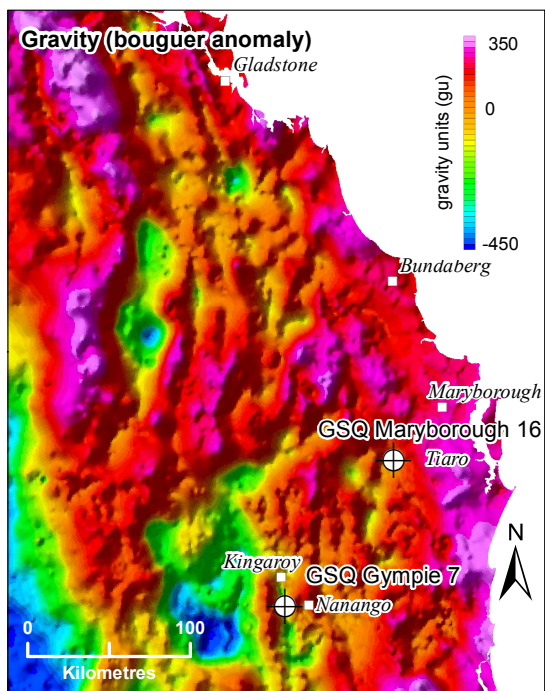 Gravity (bouguer anomaly)
Gladstone
350
0
-450
gravity units (gu)
Bundaberg
Maryborough
GSQ Maryborough 16
Tiaro
Kingaroy
GSQ Gympie 7
Nanango
N
0 100
Kilometres